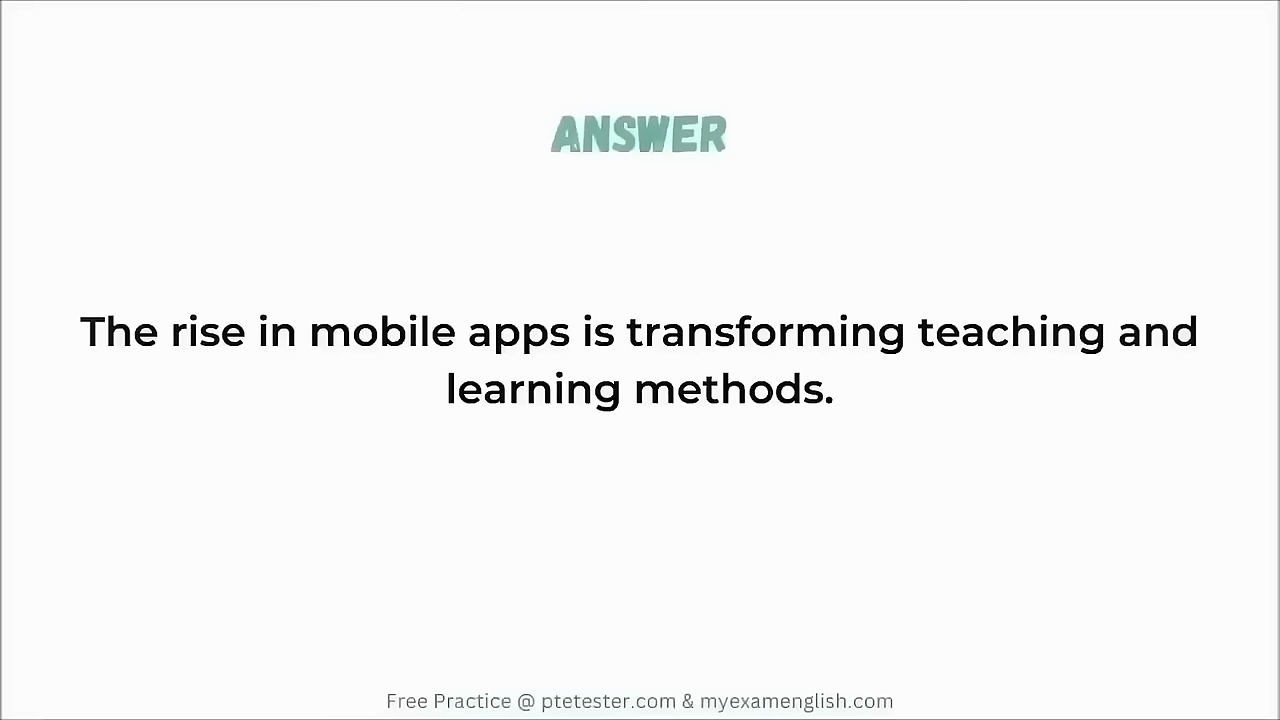 ANSWER
The rise in mobile apps is transforming teaching and
learning methods.
Free Practice @ ptetester.com & myexamenglish.com